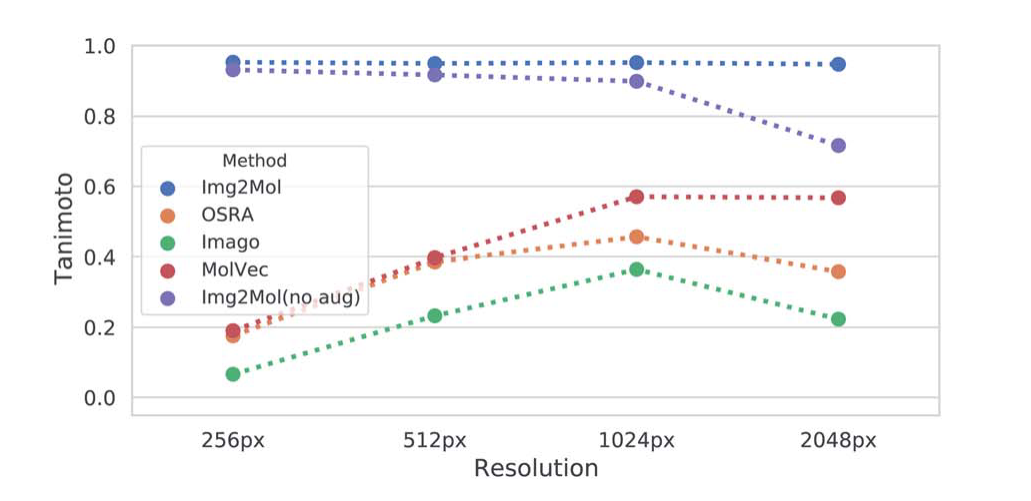 1.0
0.8
0.6
0.4
0.2
0.0
Tanimoto
Method
Img2Mol
OSRA
Imago
MolVec
Img2Mol(no aug)
256px 512px 1024px 2048px
Resolution